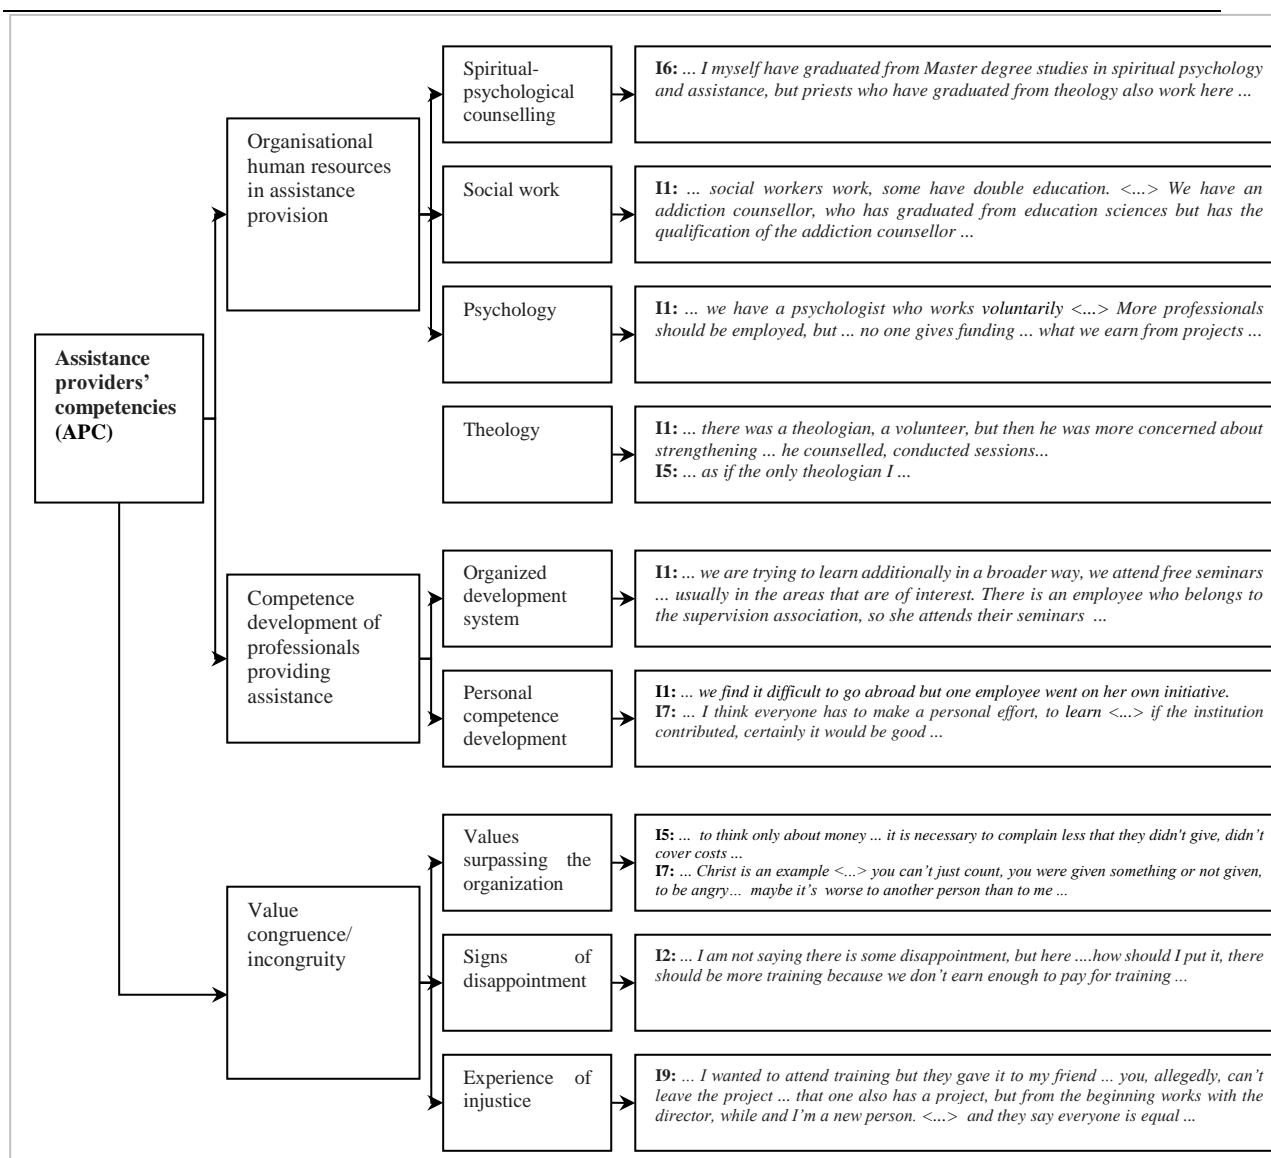 Assistance
providers’
competencies
(APC)
Organisational
human resources
in assistance
provision
Spiritual-
psychological
counselling
I6: ... I myself have graduated from Master degree studies in spiritual psychology
and assistance, but priests who have graduated from theology also work here ...
Social work
I1: ... social workers work, some have double education. <...> We have an
addiction counsellor, who has graduated from education sciences but has the
qualification of the addiction counsellor ...
Psychology
I1: ... we have a psychologist who works voluntarily <...> More professionals
should be employed, but ... no one gives funding ... what we earn from projects ...
Theology
I1: ... there was a theologian, a volunteer, but then he was more concerned about
strengthening ... he counselled, conducted sessions...
I5: ... as if the only theologian I ...
Competence
development of
professionals
providing
assistance
Organized
development
system
I1: ... we are trying to learn additionally in a broader way, we attend free seminars
... usually in the areas that are of interest. There is an employee who belongs to
the supervision association, so she attends their seminars ...
Personal
competence
development
I1: ... we find it difficult to go abroad but one employee went on her own initiative.
I7: ... I think everyone has to make a personal effort, to learn <...> if the institution
contributed, certainly it would be good ...
Value
congruence/
incongruity
Values
surpassing the
organization
I5: ... to think only about money ... it is necessary to complain less that they didn't give, didn’t
cover costs ...
I7: ... Christ is an example <...> you can’t just count, you were given something or not given,
to be angry... maybe it’s worse to another person than to me ...
Signs of
disappointment
I2: ... I am not saying there is some disappointment, but here ....how should I put it, there
should be more training because we don’t earn enough to pay for training ...
Experience of
injustice
I9: ... I wanted to attend training but they gave it to my friend ... you, allegedly, can’t
leave the project ... that one also has a project, but from the beginning works with the
director, while and I’m a new person. <...> and they say everyone is equal ...